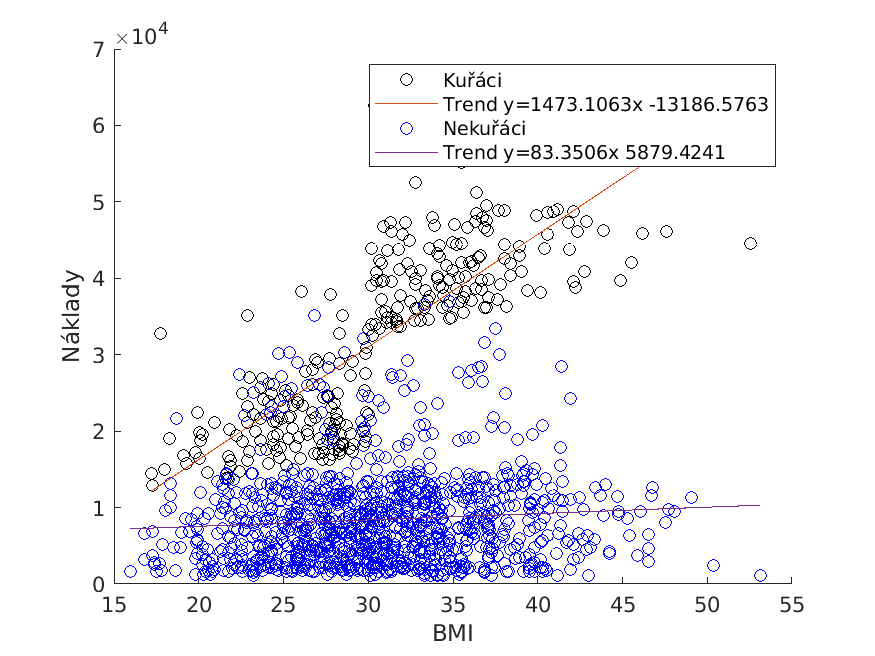 ×10⁴
7
6
5
4
3
2
1
0
Náklady
15 20 25 30 35 40 45 50 55
BMI
Kuřáci
Trend y=1473.1063x -13186.5763
Nekuřáci
Trend y=83.3506x 5879.4241